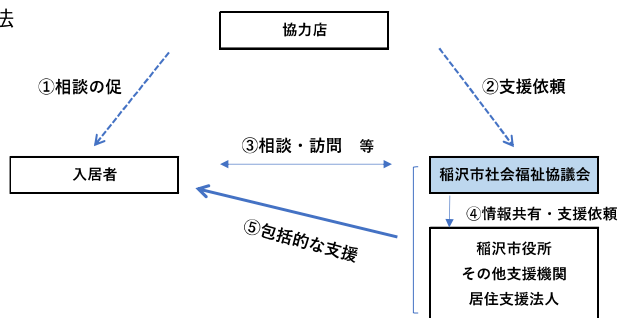 法
協力店
①相談の促
②支援依頼
③相談・訪問　等
入居者
稲沢市社会福祉協議会
④情報共有・支援依頼
⑤包括的な支援
稲沢市役所
その他支援機関
居住支援法人